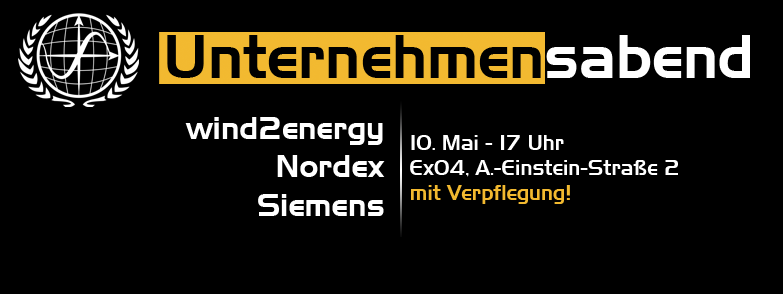 Unternehmensabend
wind2energy
Nordex
Siemens
10. Mai - 17 Uhr
Ex04, A.-Einstein-Straße 2
mit Verpflegung!